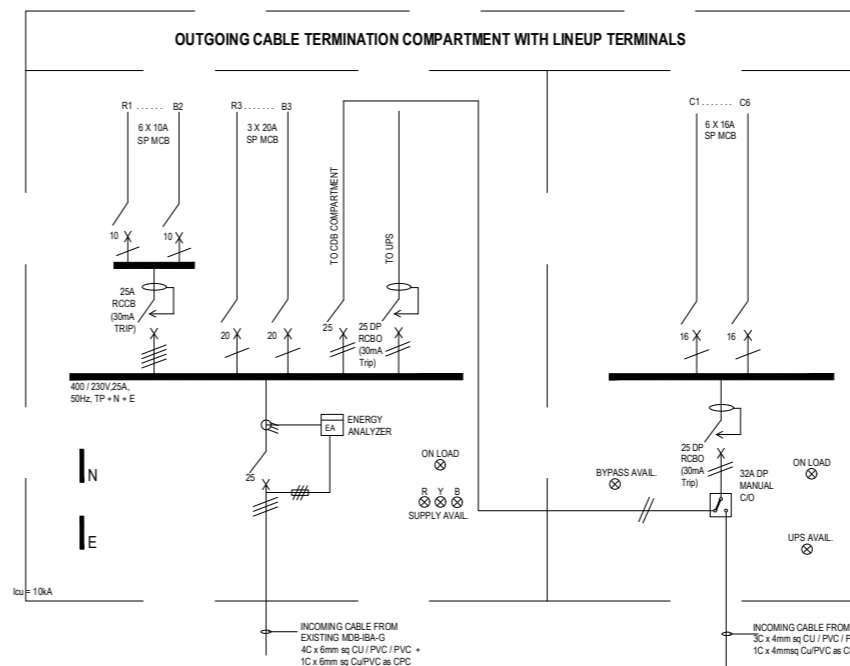 OUTGOING CABLE TERMINATION COMPARTMENT WITH LINEUP TERMINALS
R1 ...... B2
6 X 10A
SP MCB
R3 ...... B3
3 X 20A
SP MCB
C1 ....... C6
6 X 16A
SP MCB
TO CDB COMPARTMENT
TO UPS
10
10
25A
RCCB
(30mA
TRIP)
20
20
25
25 DP
RCBO
(30mA
Trip)
16
16
400 / 230V,25A,
50Hz, TP + N + E
EA
ENERGY
ANALYZER
25
N
E
ON LOAD
R Y B
SUPPLY AVAIL.
BYPASS AVAIL.
25 DP
RCBO
(30mA
Trip)
32A DP
MANUAL
C/O
ON LOAD
UPS AVAIL.
Icu = 10kA
INCOMING CABLE FROM
EXISTING MDB-IBA-G
4C x 6mm sq CU / PVC / PVC +
1C x 6mm sq Cu/PVC as CPC
INCOMING CABLE FROM
3C x 4mm sq CU / PVC / P
1C x 4mmsq Cu/PVC as C